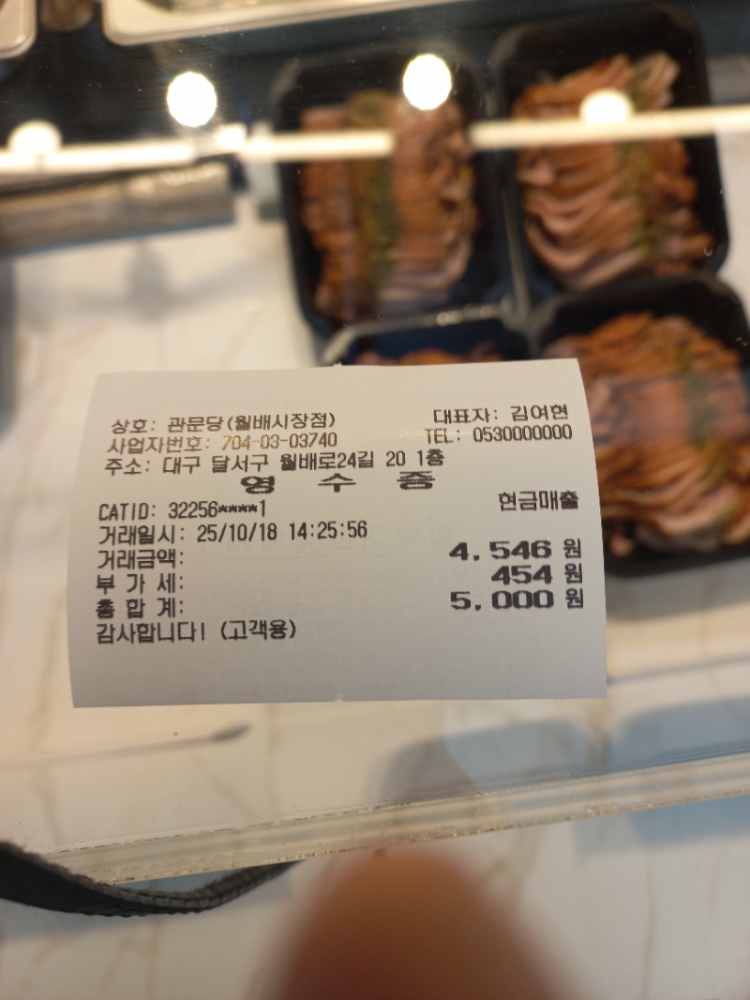 상호: 관문당(월배시장점) 대표자: 김여현
사업자번호: 704-03-03740 TEL: 0530000000
주소: 대구 달서구 월배로24길 20 1층
영 수 증
CATID: 32256****1 현금매출
거래일시: 25/10/18 14:25:56
거래금액: 4,546 원
부 가 세: 454 원
총 합 계: 5,000 원
감사합니다! (고객용)